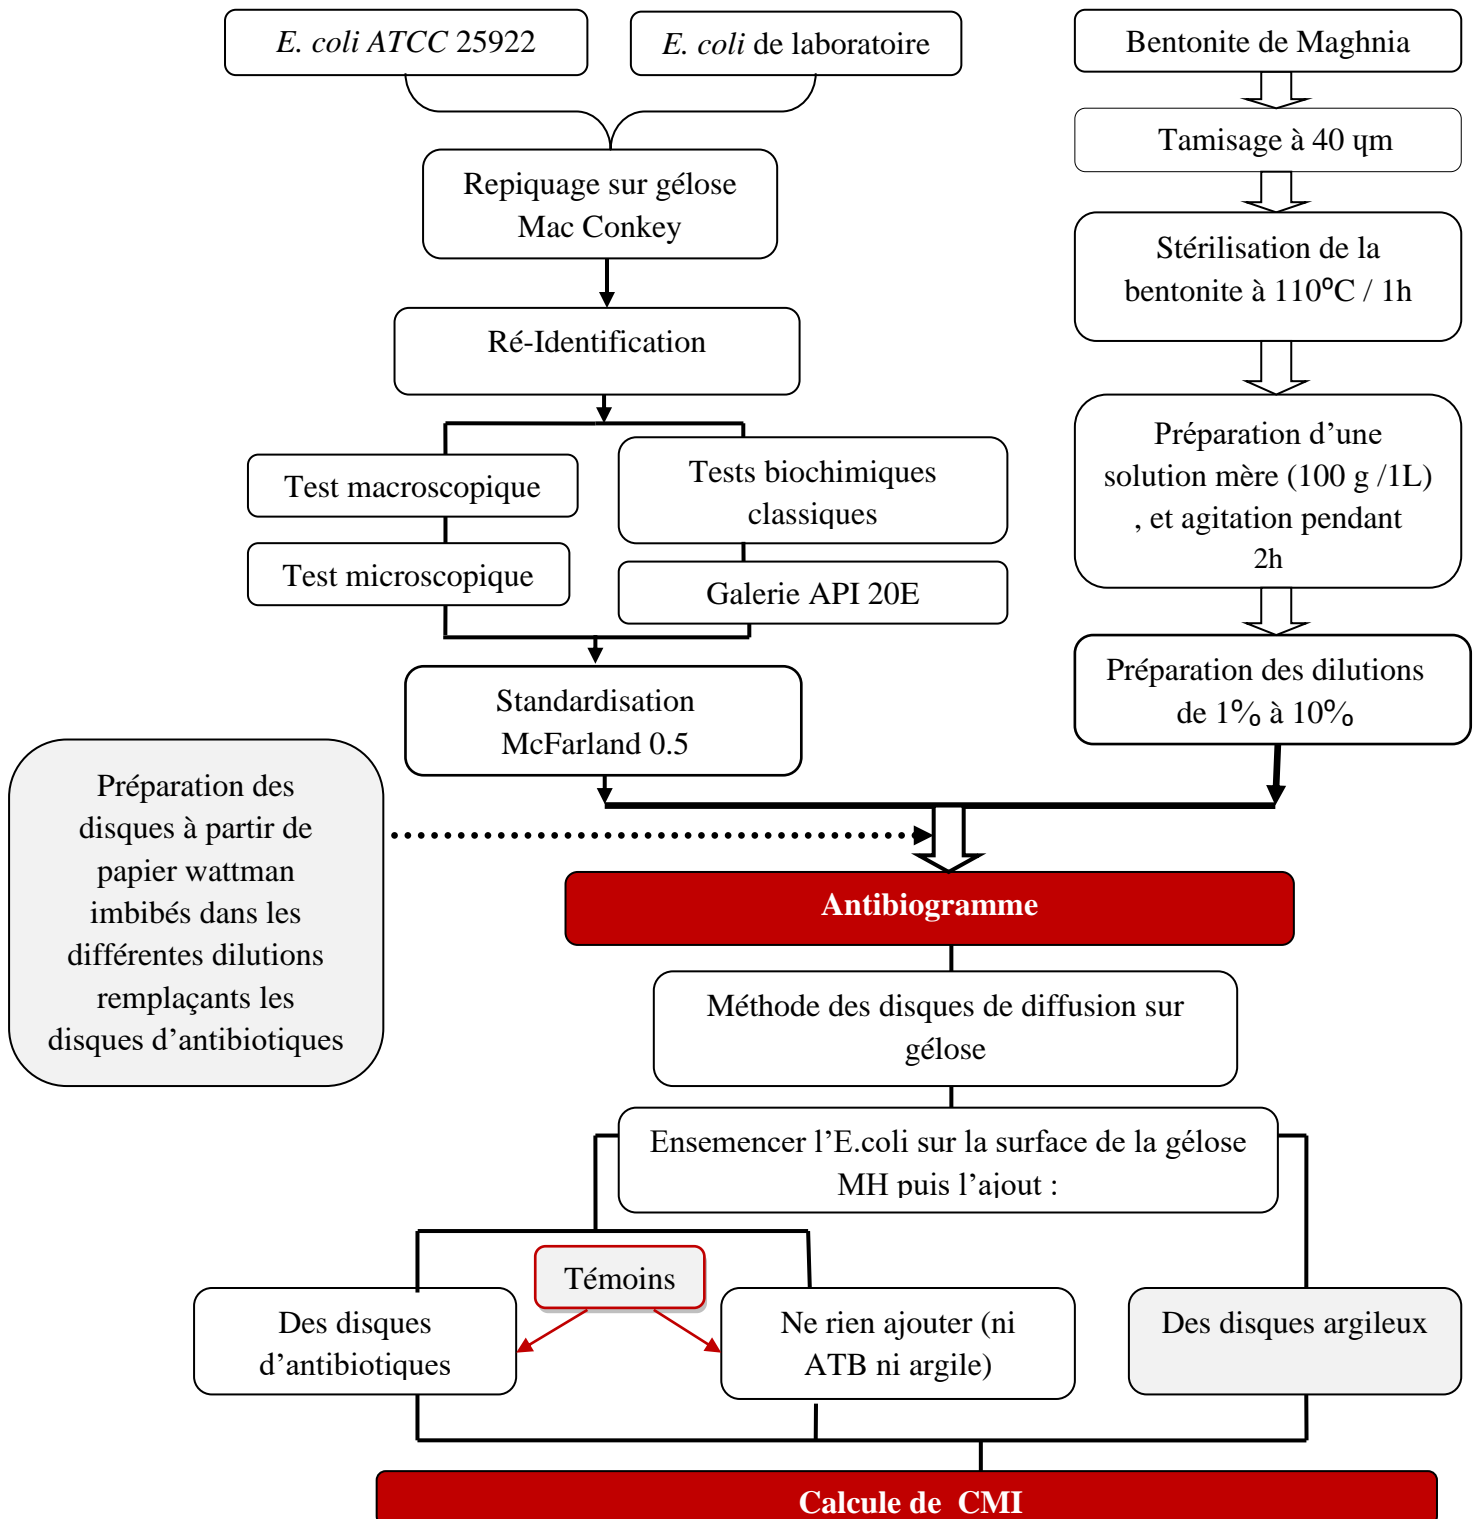 E. coli ATCC 25922
E. coli de laboratoire
Bentonite de Maghnia
Tamisage à 40 ɥm
Repiquage sur gélose
Mac Conkey
Stérilisation de la
bentonite à 110⁰C / 1h
Ré-Identification
Préparation d’une
solution mère (100 g /1L)
, et agitation pendant
2h
Test macroscopique
Tests biochimiques
classiques
Test microscopique
Galerie API 20E
Préparation des dilutions
de 1% à 10%
Standardisation
McFarland 0.5
Préparation des
disques à partir de
papier wattman
imbibés dans les
différentes dilutions
remplaçants les
disques d’antibiotiques
Antibiogramme
Méthode des disques de diffusion sur
gélose
Ensemencer l’E.coli sur la surface de la gélose
MH puis l’ajout :
Témoins
Des disques
d’antibiotiques
Ne rien ajouter (ni
ATB ni argile)
Des disques argileux
Calcule de CMI